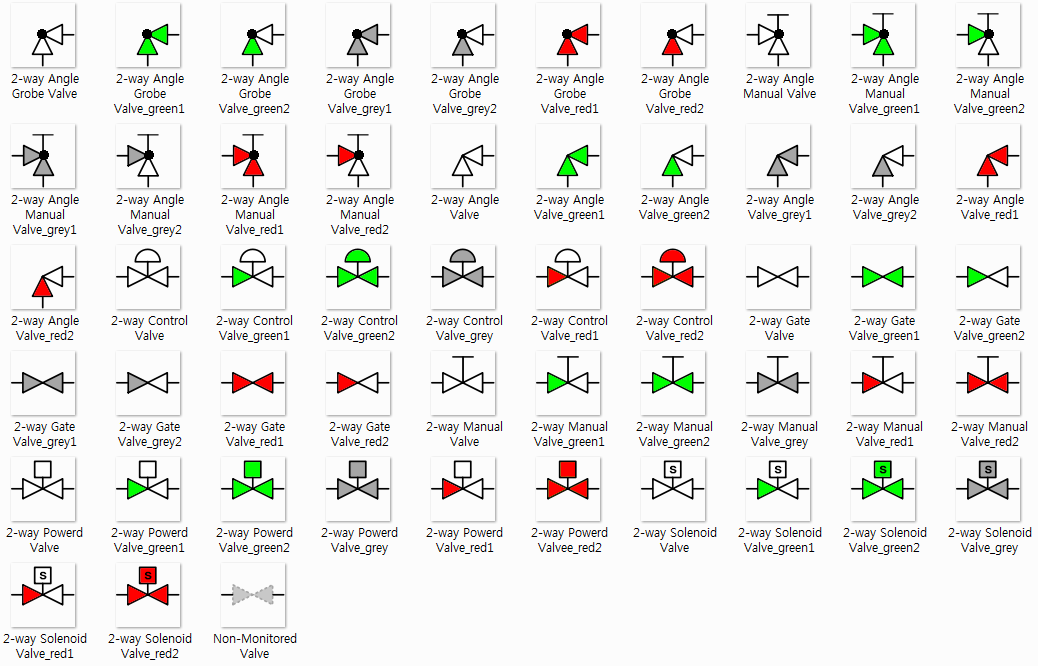 2-way Angle
Grobe Valve
2-way Angle
Grobe
Valve_green1
2-way Angle
Grobe
Valve_green2
2-way Angle
Grobe
Valve_grey1
2-way Angle
Grobe
Valve_grey2
2-way Angle
Grobe
Valve_red1
2-way Angle
Grobe
Valve_red2
2-way Angle
Manual Valve
2-way Angle
Manual
Valve_green1
2-way Angle
Manual
Valve_green2
2-way Angle
Manual
Valve_grey1
2-way Angle
Manual
Valve_grey2
2-way Angle
Manual
Valve_red1
2-way Angle
Manual
Valve_red2
2-way Angle
Valve
2-way Angle
Valve_green1
2-way Angle
Valve_green2
2-way Angle
Valve_grey1
2-way Angle
Valve_grey2
2-way Angle
Valve_red1
2-way Angle
Valve_red2
2-way Control
Valve
2-way Control
Valve_green1
2-way Control
Valve_green2
2-way Control
Valve_grey
2-way Control
Valve_red1
2-way Control
Valve_red2
2-way Gate
Valve
2-way Gate
Valve_green1
2-way Gate
Valve_green2
2-way Gate
Valve_grey1
2-way Gate
Valve_grey2
2-way Gate
Valve_red1
2-way Gate
Valve_red2
2-way Manual
Valve
2-way Manual
Valve_green1
2-way Manual
Valve_green2
2-way Manual
Valve_grey
2-way Manual
Valve_red1
2-way Manual
Valve_red2
2-way Powerd
Valve
2-way Powerd
Valve_green1
2-way Powerd
Valve_green2
2-way Powerd
Valve_grey
2-way Powerd
Valve_red1
2-way Powerd
Valvee_red2
S
2-way Solenoid
Valve
S
2-way Solenoid
Valve_green1
S
2-way Solenoid
Valve_green2
S
2-way Solenoid
Valve_grey
S
2-way Solenoid
Valve_red1
S
2-way Solenoid
Valve_red2
Non-Monitored
Valve